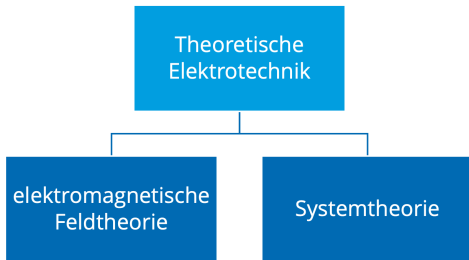 Theoretische
Elektrotechnik
elektromagnetische
Feldtheorie
Systemtheorie